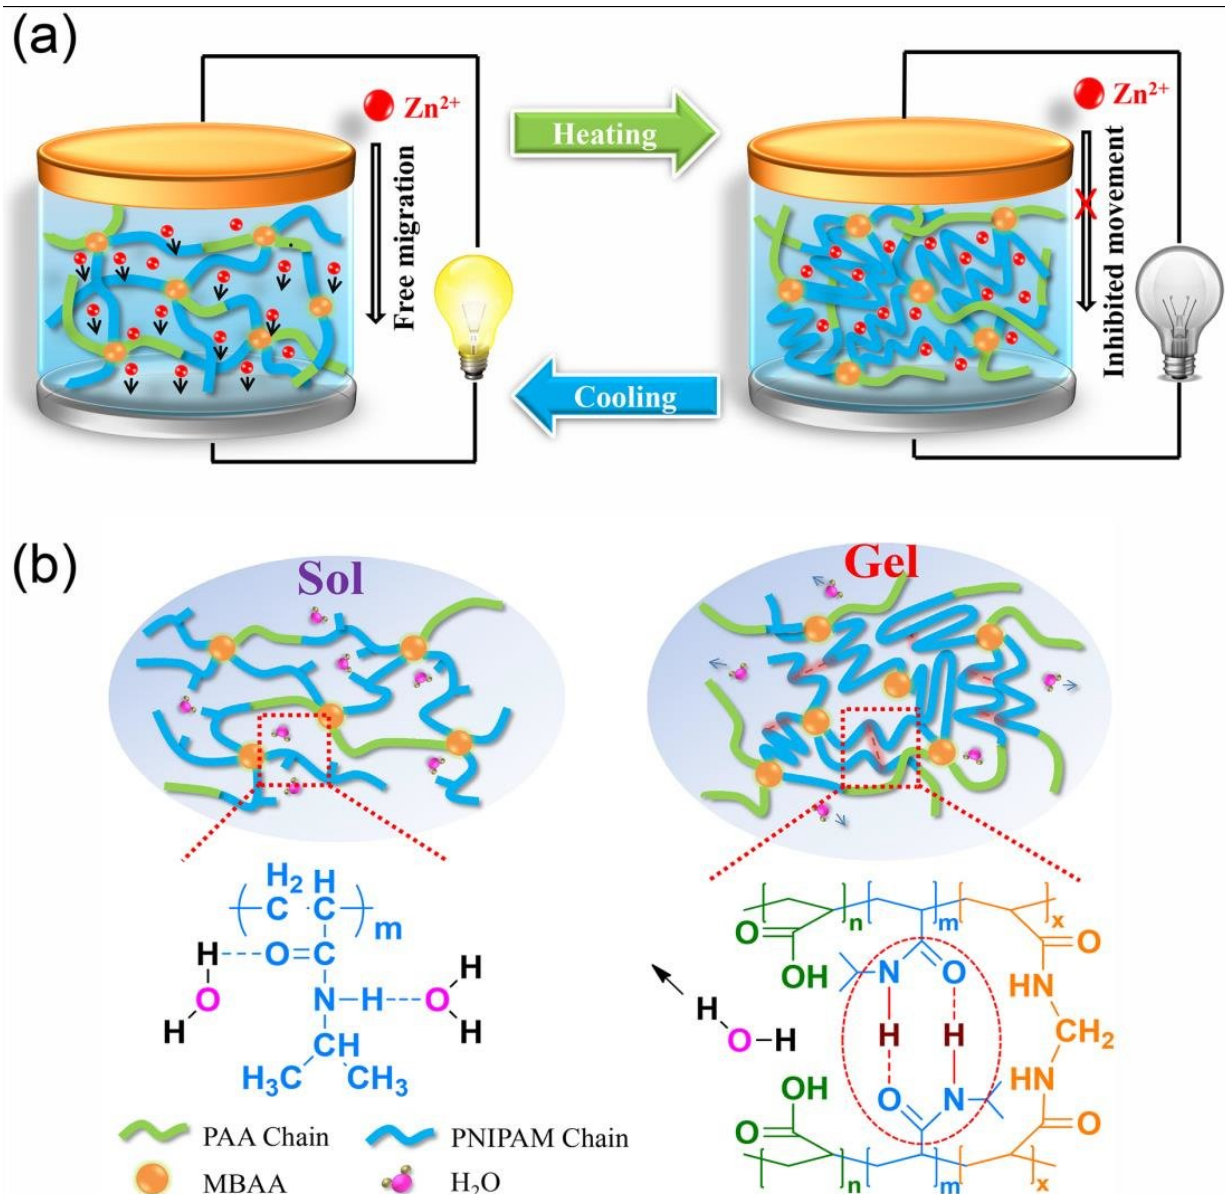 (a)
Zn²⁺
Free migration
Heating
Cooling
Zn²⁺
Inhibited movement
X
(b)
Sol
Gel
H₂ H
C C
m
H O=C
O
H
N–H O H
H
CH
H₃C CH₃
n m x
O
OH
N
O
O
HN
H
O–H
H H
CH₂
OH
O
O
N
HN
O
n m x
PAA Chain
PNIPAM Chain
MBAA
H₂O